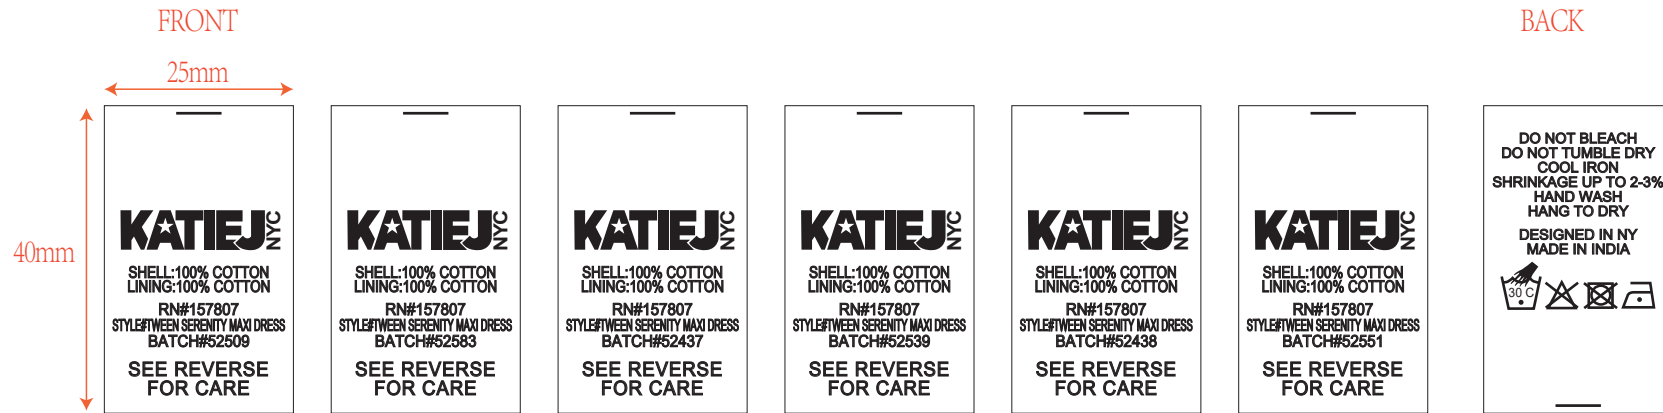 FRONT
BACK
25mm
40mm
KATIEJ NYC
SHELL:100% COTTON
LINING:100% COTTON
RN#157807
STYLE#TWEEN SERENITY MAXI DRESS
BATCH#52509
SEE REVERSE
FOR CARE
KATIEJ NYC
SHELL:100% COTTON
LINING:100% COTTON
RN#157807
STYLE#TWEEN SERENITY MAXI DRESS
BATCH#52583
SEE REVERSE
FOR CARE
KATIEJ NYC
SHELL:100% COTTON
LINING:100% COTTON
RN#157807
STYLE#TWEEN SERENITY MAXI DRESS
BATCH#52437
SEE REVERSE
FOR CARE
KATIEJ NYC
SHELL:100% COTTON
LINING:100% COTTON
RN#157807
STYLE#TWEEN SERENITY MAXI DRESS
BATCH#52539
SEE REVERSE
FOR CARE
KATIEJ NYC
SHELL:100% COTTON
LINING:100% COTTON
RN#157807
STYLE#TWEEN SERENITY MAXI DRESS
BATCH#52438
SEE REVERSE
FOR CARE
KATIEJ NYC
SHELL:100% COTTON
LINING:100% COTTON
RN#157807
STYLE#TWEEN SERENITY MAXI DRESS
BATCH#52551
SEE REVERSE
FOR CARE
DO NOT BLEACH
DO NOT TUMBLE DRY
COOL IRON
SHRINKAGE UP TO 2-3%
HAND WASH
HANG TO DRY
DESIGNED IN NY
MADE IN INDIA
30 C